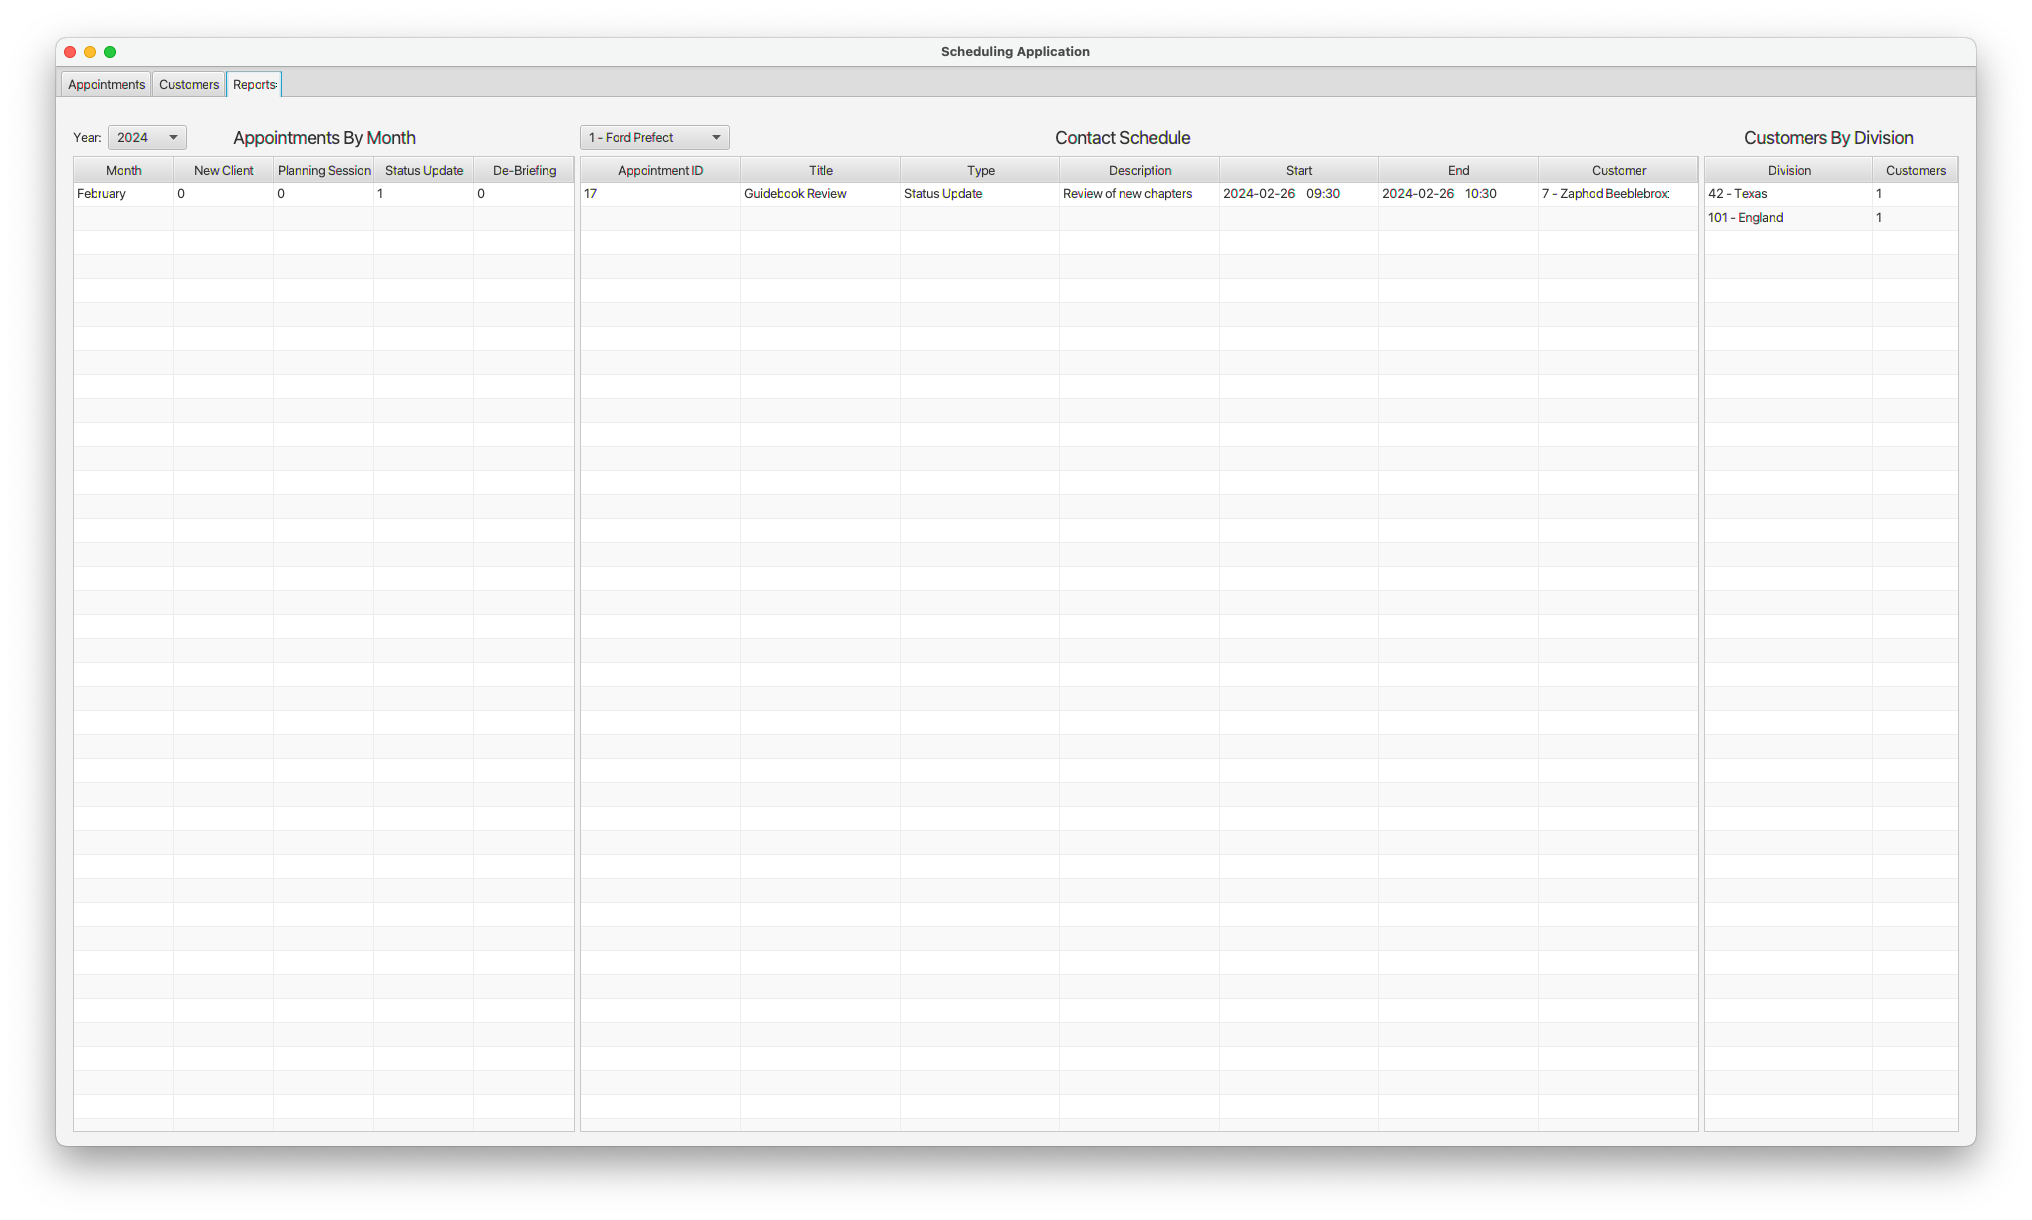 Scheduling Application
Appointments Customers Reports
Year: 2024 Appointments By Month 1 - Ford Prefect Contact Schedule Customers By Division
Month New Client Planning Session Status Update De-Briefing Appointment ID Title Type Description Start End Customer Division Customers
February 0 0 1 0 17 Guidebook Review Status Update Review of new chapters 2024-02-26 09:30 2024-02-26 10:30 7 - Zaphod Beeblebrox 42 - Texas 1
101 - England 1